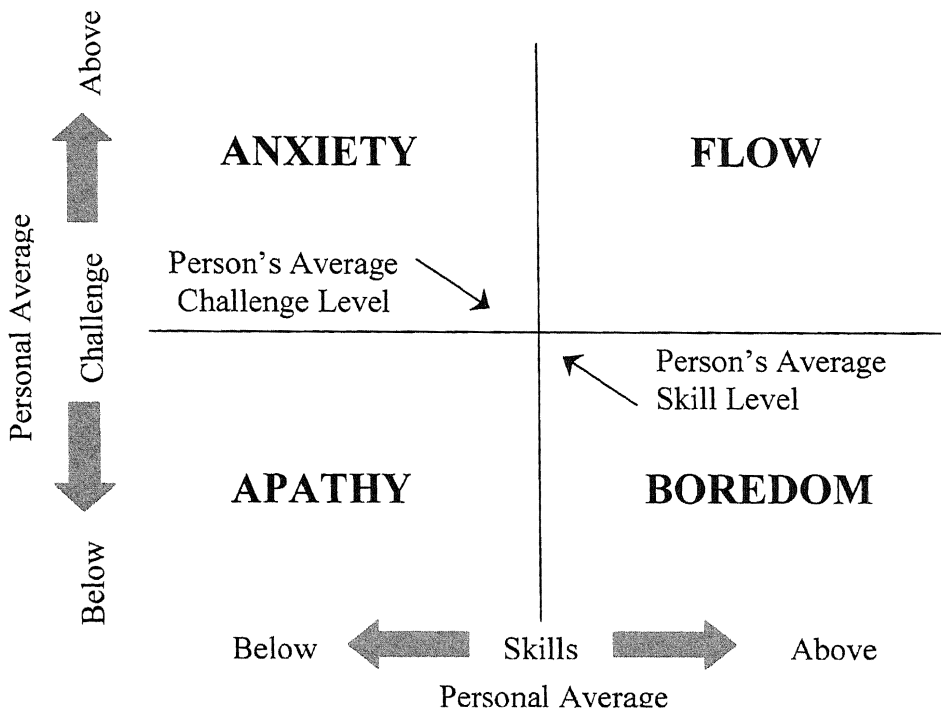 Above
ANXIETY
FLOW
Person's Average
Challenge Level
Personal Average
Challenge
Person's Average
Skill Level
APATHY
BOREDOM
Below
Below
Skills
Above
Personal Average